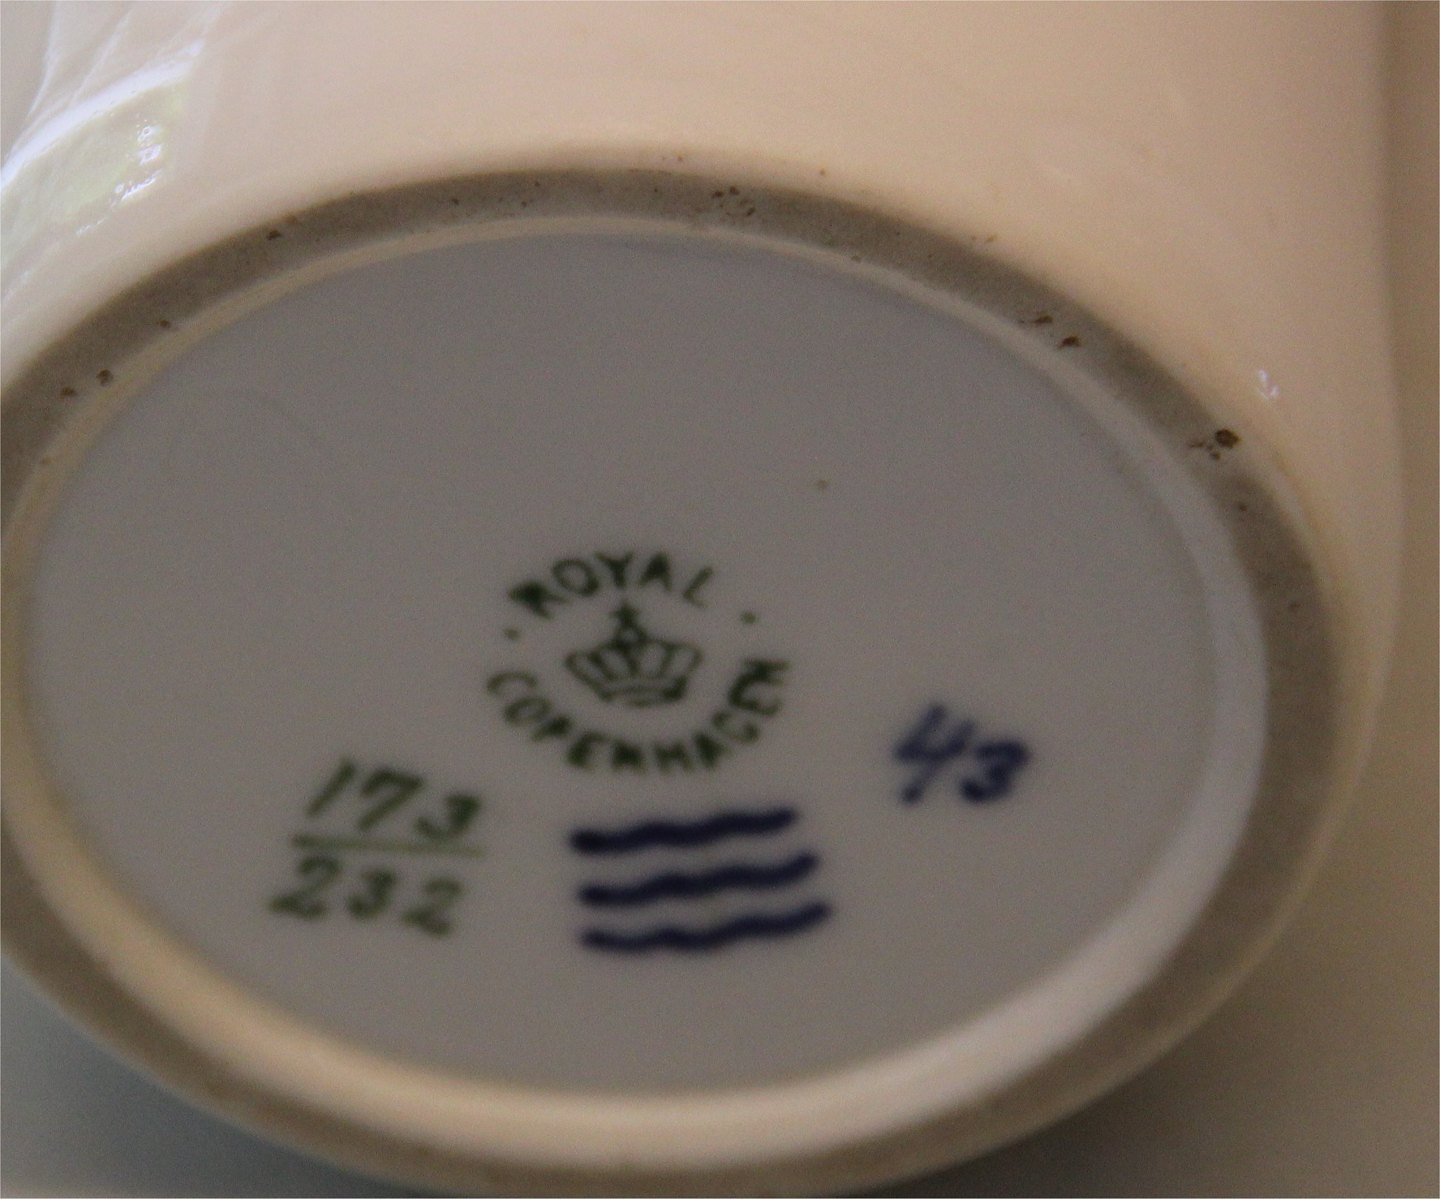 ROYAL
COPENHAGEN
173
232
43